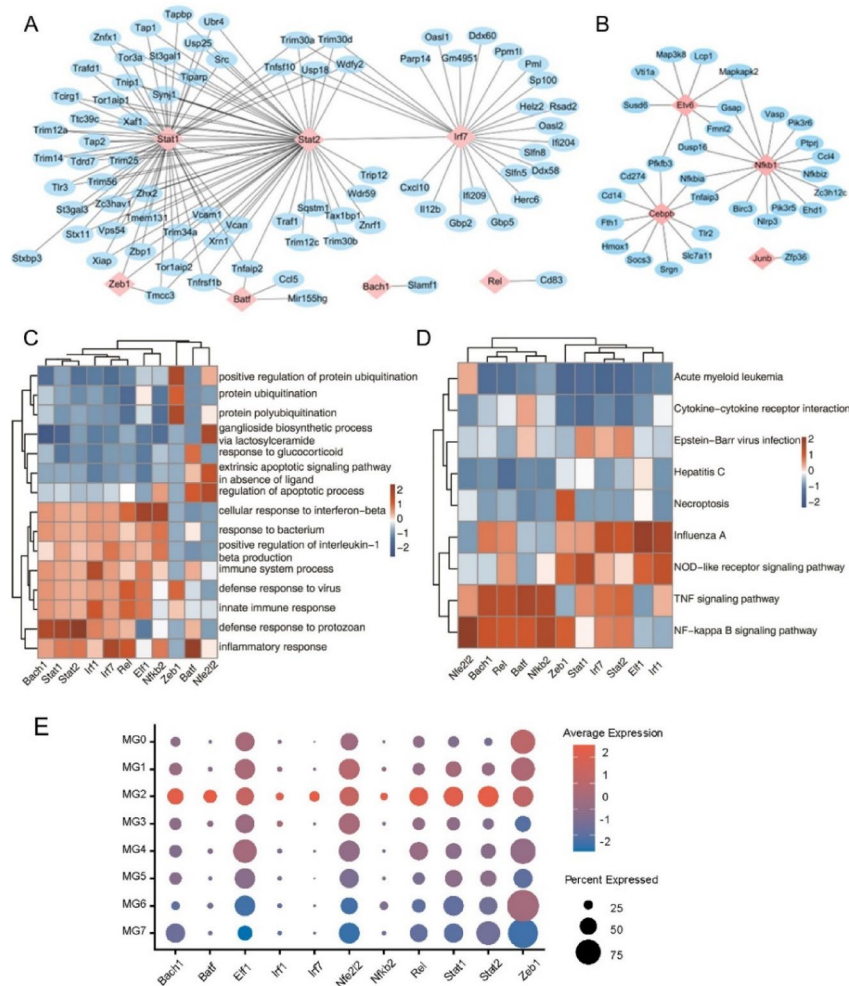 A
Tapbp
Tap1
Ubr4
Znfx1
Usp25
Tor3a
St3gal1
Src
Trafd1
Tiparp
Tnip1
Synj1
Tcirg1
Tor1aip1
Ttc39c
Xaf1
Trim12a
Tap2
Stat1
Trim14
Tdrd7
Trim25
Tlr3
Trim56
Zhx2
St3gal3
Zc3hav1
Tmem131
Vcam1
Vcan
Stx11
Vps54
Trim34a
Xrn1
Stxbp3
Zbp1
Xiap
Tor1aip2
Zeb1
Tmcc3
Tnfrsf1b
Tnfaip2
Batf
Ccl5
Mir155hg
Trim30a
Trim30d
Tnfsf10
Usp18
Wdfy2
Stat2
Trip12
Wdr59
Sqstm1
Tax1bp1
Traf1
Znrf1
Trim12c
Trim30b
Oasl1
Ddx60
Parp14
Gm4951
Ppm1l
Pml
Sp100
Helz2
Rsad2
Irf7
Oasl2
Ifi204
Slfn8
Slfn5
Ddx58
Cxcl10
Ifi209
Herc6
Il12b
Gbp2
Gbp5
Bach1
Slamf1
Rel
Cd83
B
Map3k8
Lcp1
Vti1a
Mapkapk2
Susd6
Etv6
Gsap
Vasp
Fmnl2
Pik3r6
Dusp16
Ptprj
Pfkfb3
Nfkb1
Ccl4
Cd274
Nfkbia
Nfkbiz
Cd14
Tnfaip3
Zc3h12c
Fth1
Cebpb
Birc3
Pik3r5
Ehd1
Nlrp3
Hmox1
Tlr2
Socs3
Slc7a11
Srgn
Junb
Zfp36
C
positive regulation of protein ubiquitination
protein ubiquitination
protein polyubiquitination
ganglioside biosynthetic process
via lactosylceramide
response to glucocorticoid
extrinsic apoptotic signaling pathway
in absence of ligand
regulation of apoptotic process
cellular response to interferon-beta
response to bacterium
positive regulation of interleukin-1
beta production
immune system process
defense response to virus
innate immune response
defense response to protozoan
inflammatory response
2
1
0
−1
−2
Bach1
Stat1
Stat2
Irf1
Irf7
Rel
Elf1
Nfkb2
Zeb1
Batf
Nfe2l2
D
Acute myeloid leukemia
Cytokine-cytokine receptor interaction
Epstein-Barr virus infection
Hepatitis C
Necroptosis
Influenza A
NOD-like receptor signaling pathway
TNF signaling pathway
NF-kappa B signaling pathway
2
1
0
−1
−2
Nfe2l2
Bach1
Rel
Batf
Nfkb2
Zeb1
Stat1
Irf7
Stat2
Elf1
Irf1
E
MG0
MG1
MG2
MG3
MG4
MG5
MG6
MG7
Bach1
Batf
Elf1
Irf1
Irf7
Nfe2l2
Nfkb2
Rel
Stat1
Stat2
Zeb1
Average Expression
2
1
0
-1
-2
Percent Expressed
25
50
75